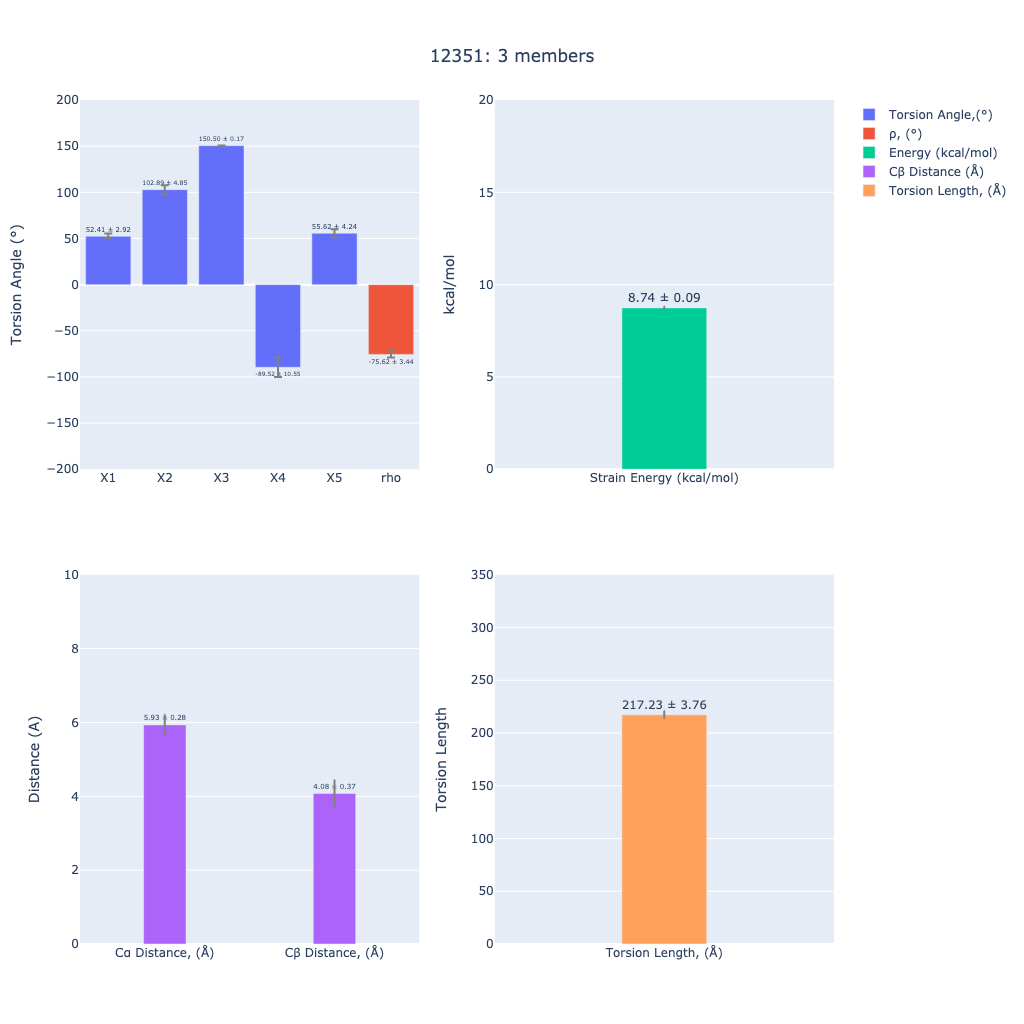 12351: 3 members
Torsion Angle (°)
200
150
100
50
0
−50
−100
−150
−200
52.41 ± 2.92
102.89 ± 4.85
150.50 ± 0.17
-89.52 ± 10.55
55.62 ± 4.24
-75.62 ± 3.44
X1 X2 X3 X4 X5 rho
kcal/mol
20
15
10
5
0
8.74 ± 0.09
Strain Energy (kcal/mol)
Torsion Angle,(°)
ρ, (°)
Energy (kcal/mol)
Cβ Distance (Å)
Torsion Length, (Å)
Distance (A)
10
8
6
4
2
0
5.93 ± 0.28
4.08 ± 0.37
Cα Distance, (Å) Cβ Distance, (Å)
Torsion Length
350
300
250
200
150
100
50
0
217.23 ± 3.76
Torsion Length, (Å)